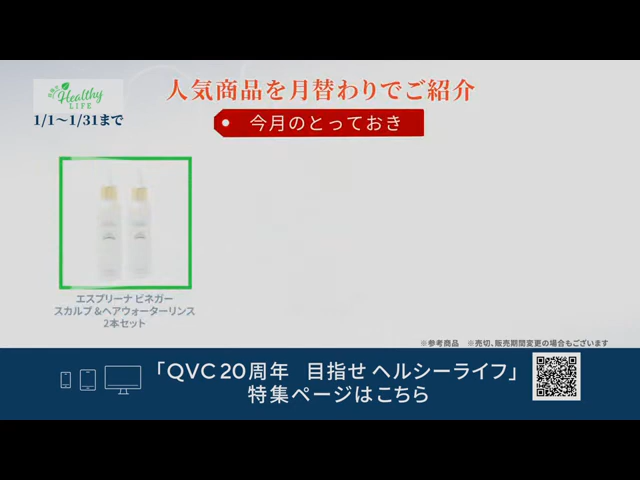 目指せ
Healthy
LIFE
1/1〜1/31まで
人気商品を月替わりでご紹介
今月のとっておき
エスプリーナ ビネガー
スカルプ &ヘアウォーターリンス
2本セット
※参考商品 ※売切、販売期間変更の場合もございます
「QVC20周年 目指せ ヘルシーライフ」
特集ページはこちら